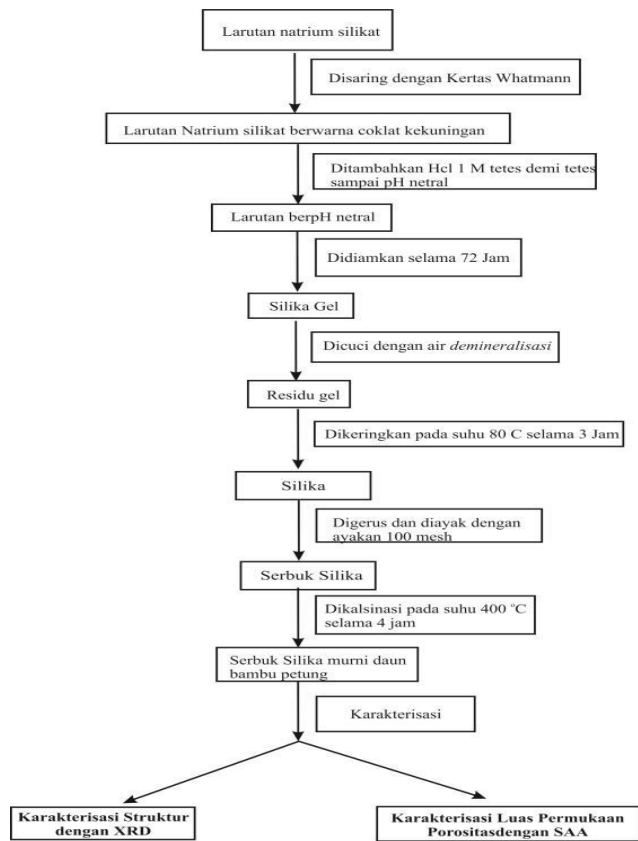 Larutan natrium silikat
Disaring dengan Kertas Whatmann
Larutan Natrium silikat berwarna coklat kekuningan
Ditambahkan Hcl 1 M tetes demi tetes
sampai pH netral
Larutan berpH netral
Didiamkan selama 72 Jam
Silika Gel
Dicuci dengan air demineralisasi
Residu gel
Dikeringkan pada suhu 80 C selama 3 Jam
Silika
Digerus dan diayak dengan
ayakan 100 mesh
Serbuk Silika
Dikalsinasi pada suhu 400 °C
selama 4 jam
Serbuk Silika murni daun
bambu petung
Karakterisasi
Karakterisasi Struktur
dengan XRD
Karakterisasi Luas Permukaan
Porositasdengan SAA